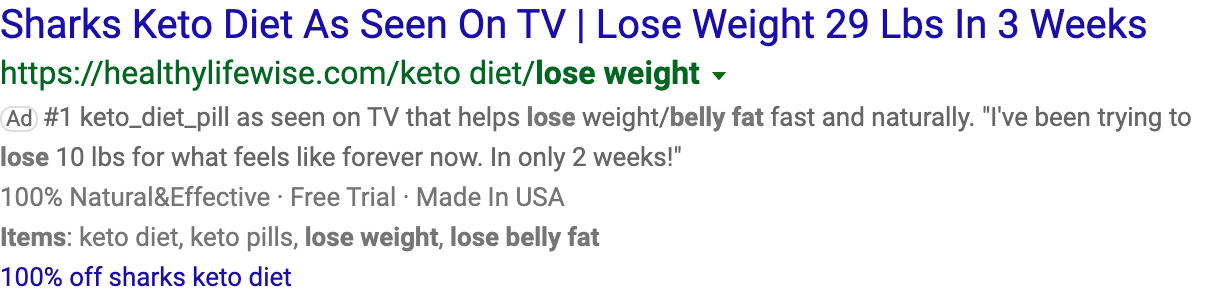 Sharks Keto Diet As Seen On TV | Lose Weight 29 Lbs In 3 Weeks
https://healthylifewise.com/keto diet/lose weight
Ad #1 keto_diet_pill as seen on TV that helps lose weight/belly fat fast and naturally. "I've been trying to
lose 10 lbs for what feels like forever now. In only 2 weeks!"
100% Natural&Effective · Free Trial · Made In USA
Items: keto diet, keto pills, lose weight, lose belly fat
100% off sharks keto diet